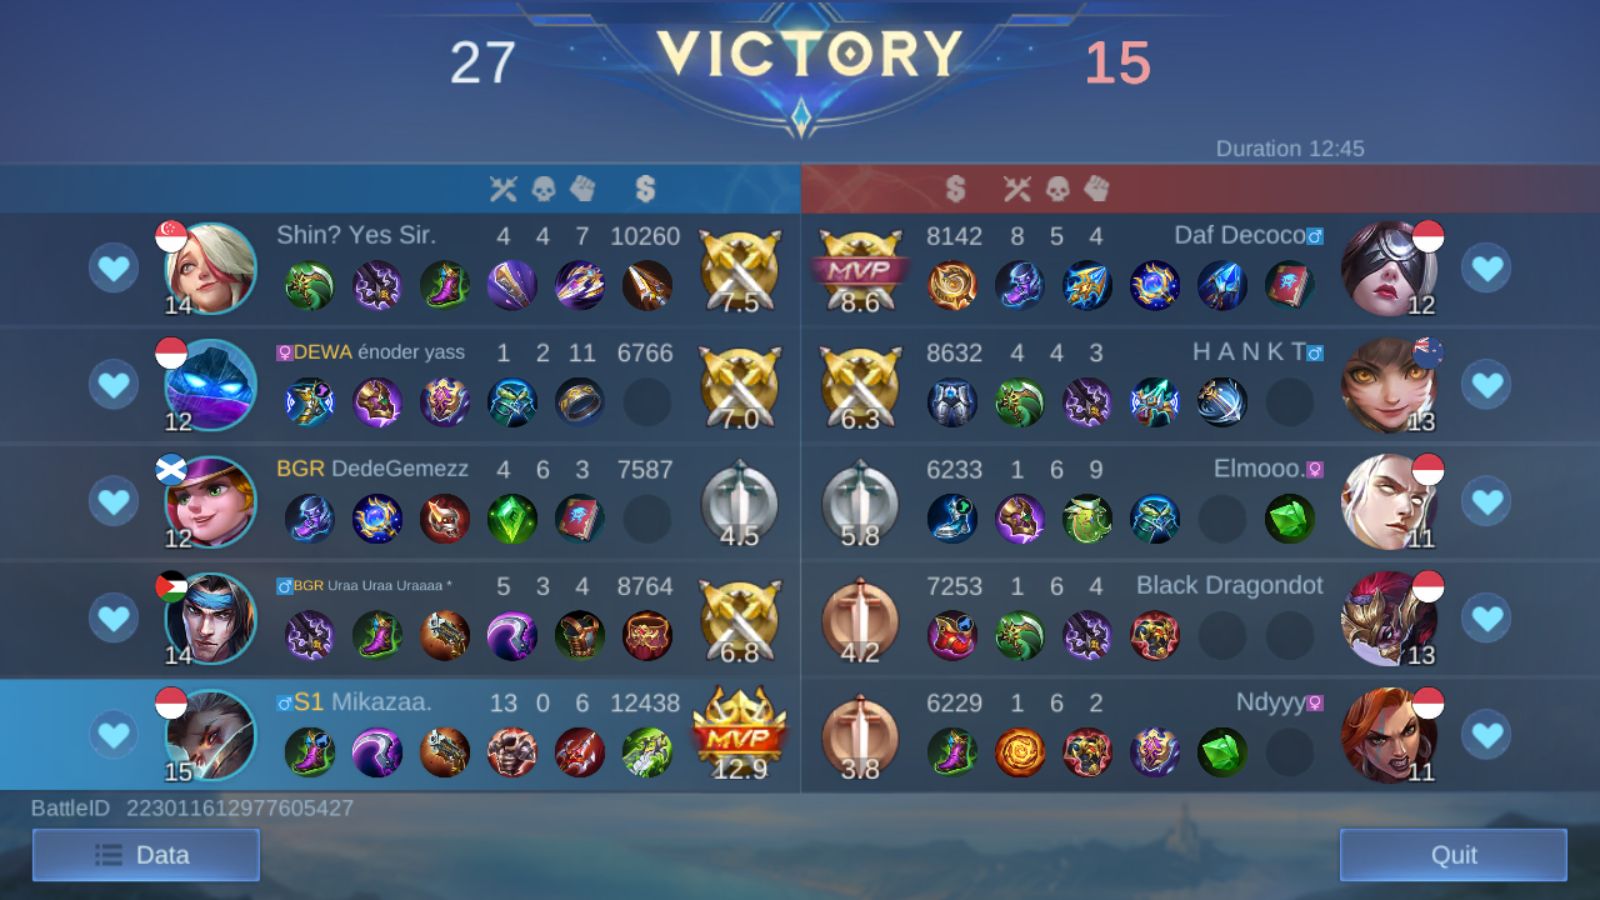 27 VICTORY 15
Duration 12:45
Shin? Yes Sir. 4 4 7 10260
14 7.5
MVP 8.6 8142 8 5 4 Daf Decoco 12
DEWA énoder yass 1 2 11 6766
12 7.0
6.3 8632 4 4 3 H A N K T 13
BGR DedeGemezz 4 6 3 7587
12 4.5
5.8 6233 1 6 9 Elmooo. 11
BGR Uraa Uraa Uraaaa * 5 3 4 8764
14 6.8
4.2 7253 1 6 4 Black Dragondot 13
S1 Mikazaa. 13 0 6 12438
15 MVP 12.9
3.8 6229 1 6 2 Ndyyy 11
BattleID 223011612977605427
Data Quit